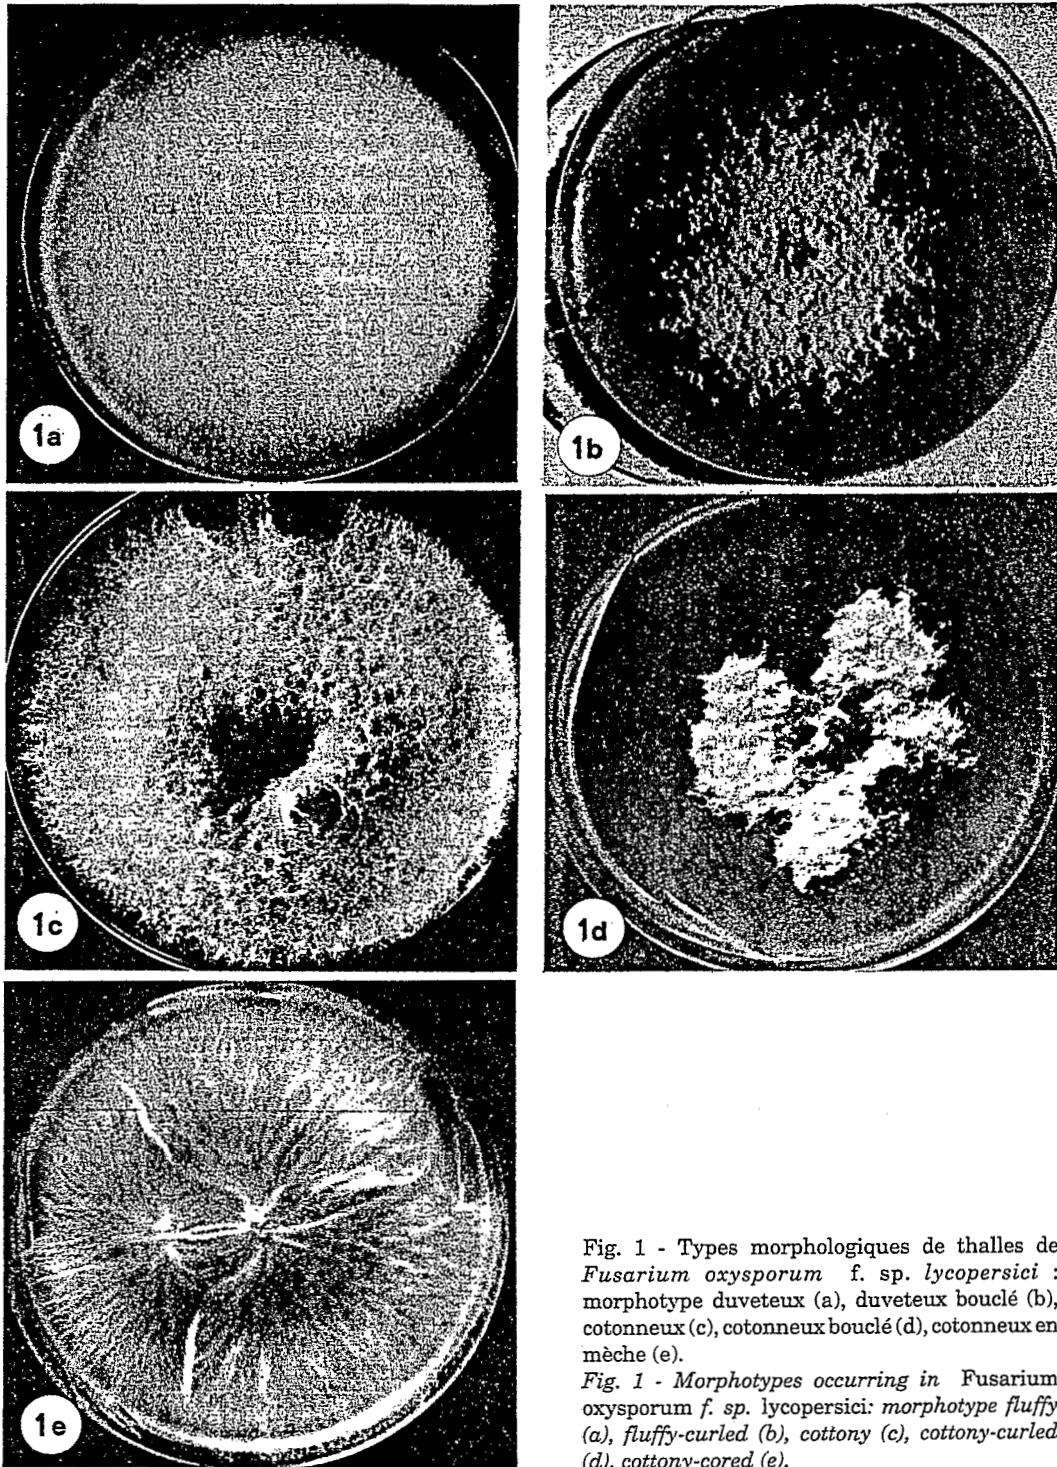 1a
1b
1c
1d
1e
Fig. 1 - Types morphologiques de thalles de
Fusarium oxysporum f. sp. lycopersici :
morphotype duveteux (a), duveteux bouclé (b),
cotonneux (c), cotonneux bouclé (d), cotonneux en
mèche (e).
Fig. 1 - Morphotypes occurring in Fusarium
oxysporum f. sp. lycopersici: morphotype fluffy
(a), fluffy-curled (b), cottony (c), cottony-curled
(d), cottony-cored (e).